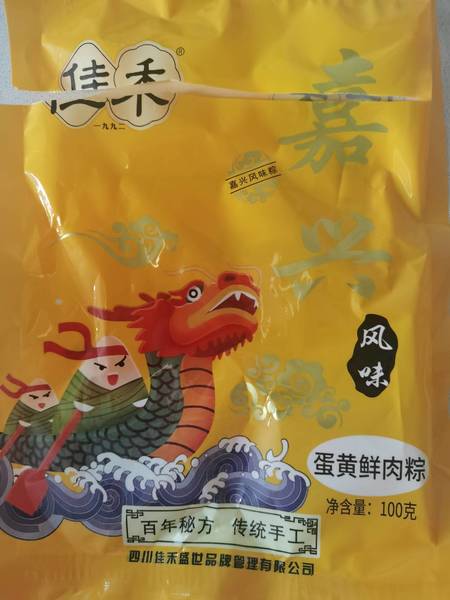 佳禾®
一九九二
嘉兴
嘉兴风味粽
风味
蛋黄鲜肉粽
净含量：100克
百年秘方 传统手工
四川佳禾盛世品牌管理有限公司